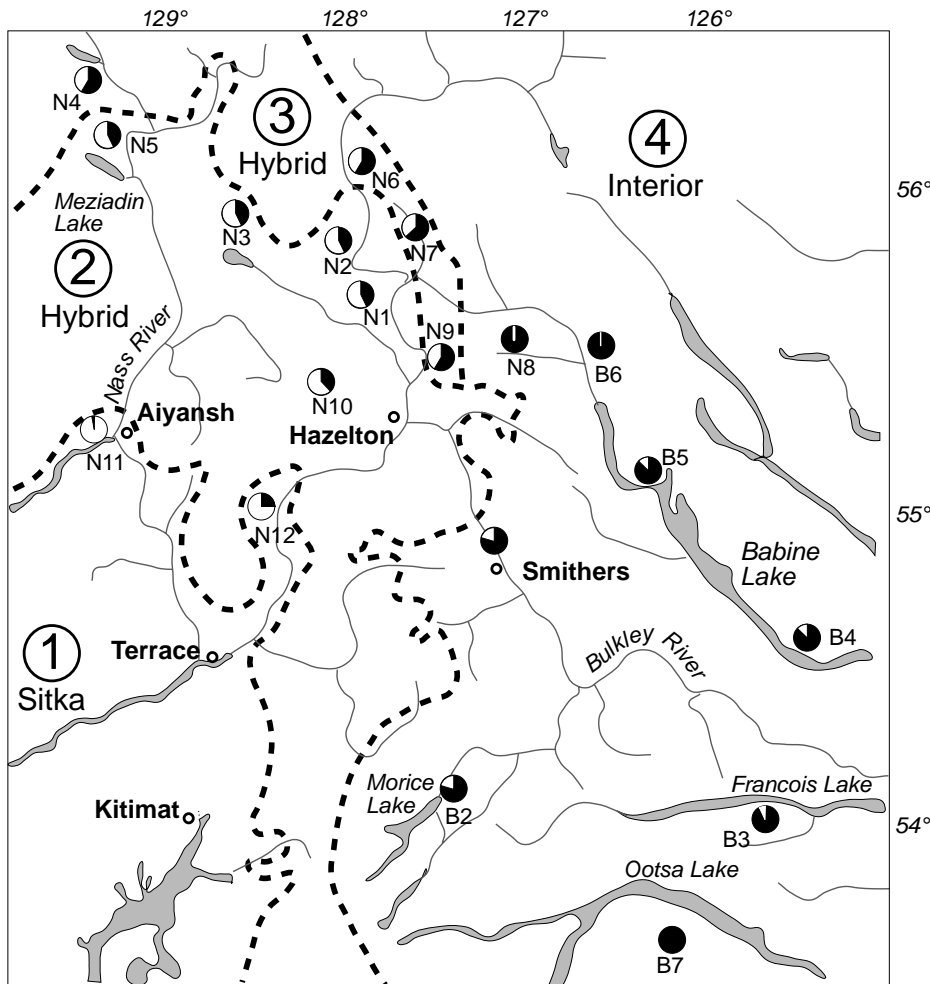 129°
128°
127°
126°
N4
N5
3
Hybrid
4
Interior
N6
56°
Meziadin
Lake
N3
N2
N7
2
Hybrid
N1
Nass River
N9
N8
B6
N10
Aiyansh
Hazelton
N11
B5
55°
N12
Babine
Lake
Smithers
B4
1
Sitka
Terrace
Bulkley River
Morice
Lake
Francois Lake
Kitimat
B2
B3
54°
Ootsa Lake
B7